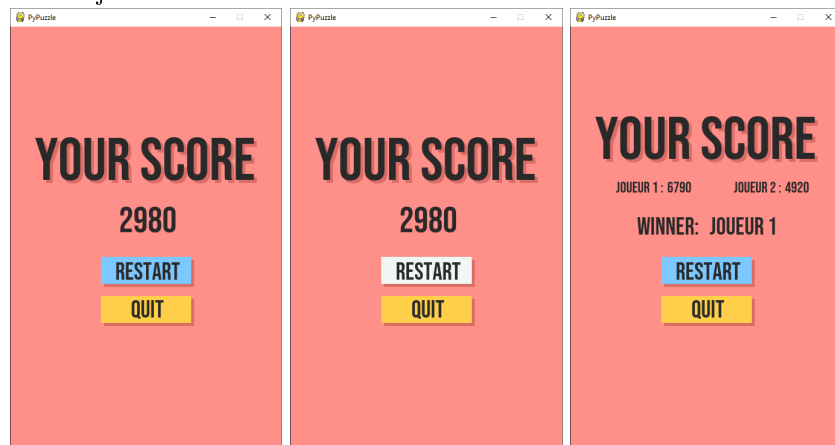 PyPuzzle
YOUR SCORE
2980
RESTART
QUIT
PyPuzzle
YOUR SCORE
2980
RESTART
QUIT
PyPuzzle
YOUR SCORE
JOUEUR 1 : 6790 JOUEUR 2 : 4920
WINNER: JOUEUR 1
RESTART
QUIT